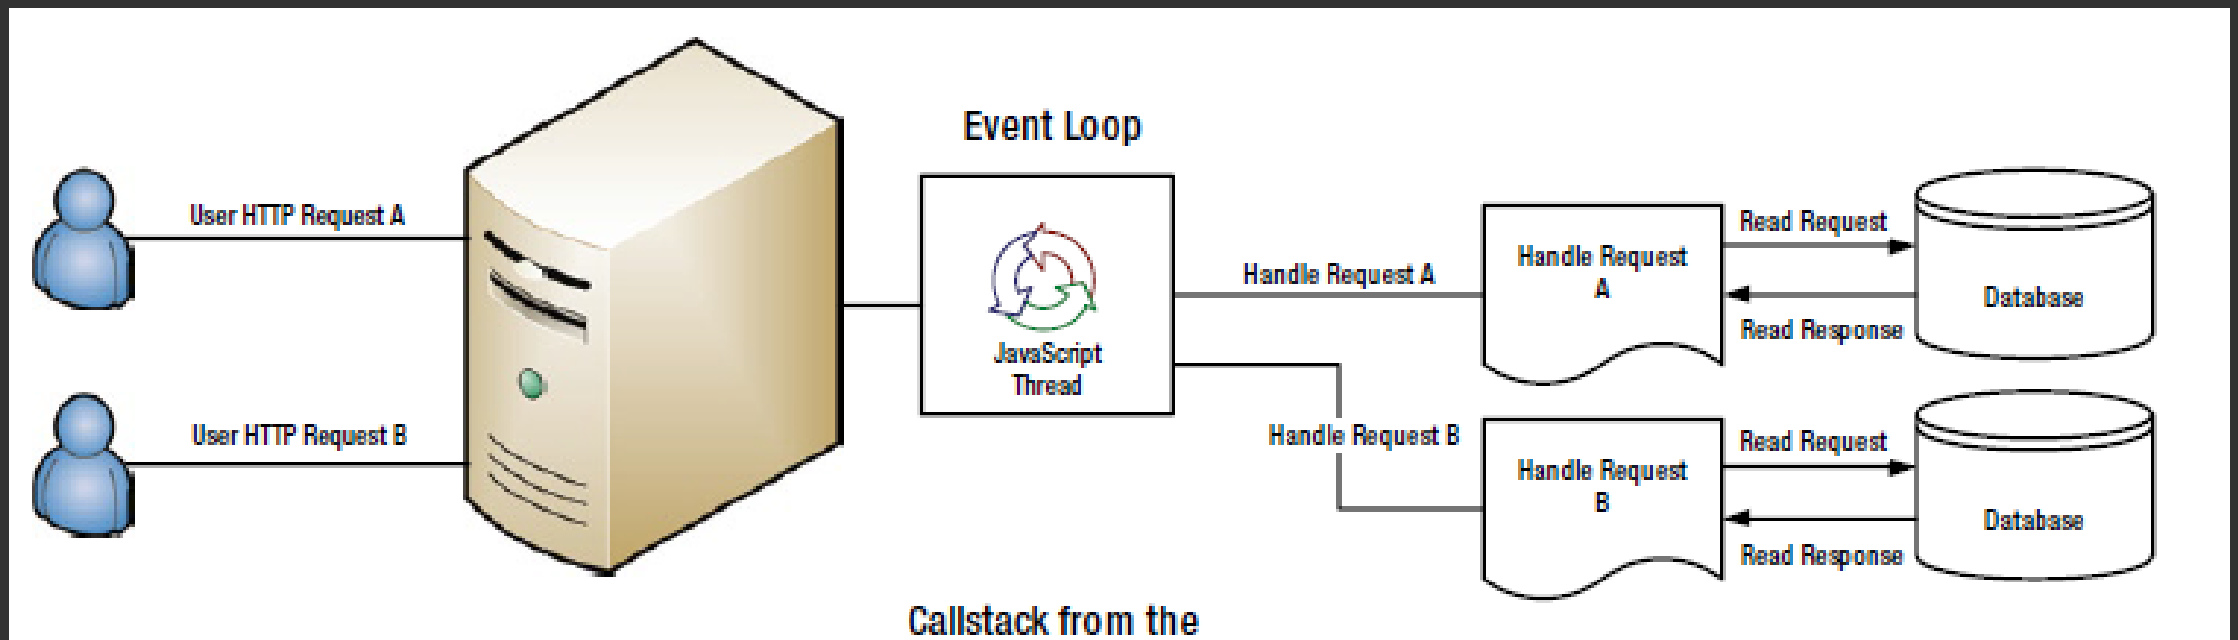 Event Loop
User HTTP Request A
User HTTP Request B
JavaScript
Thread
Handle Request A
Handle Request B
Handle Request
A
Read Request
Read Response
Database
Handle Request
B
Read Request
Read Response
Database
Callstack from the